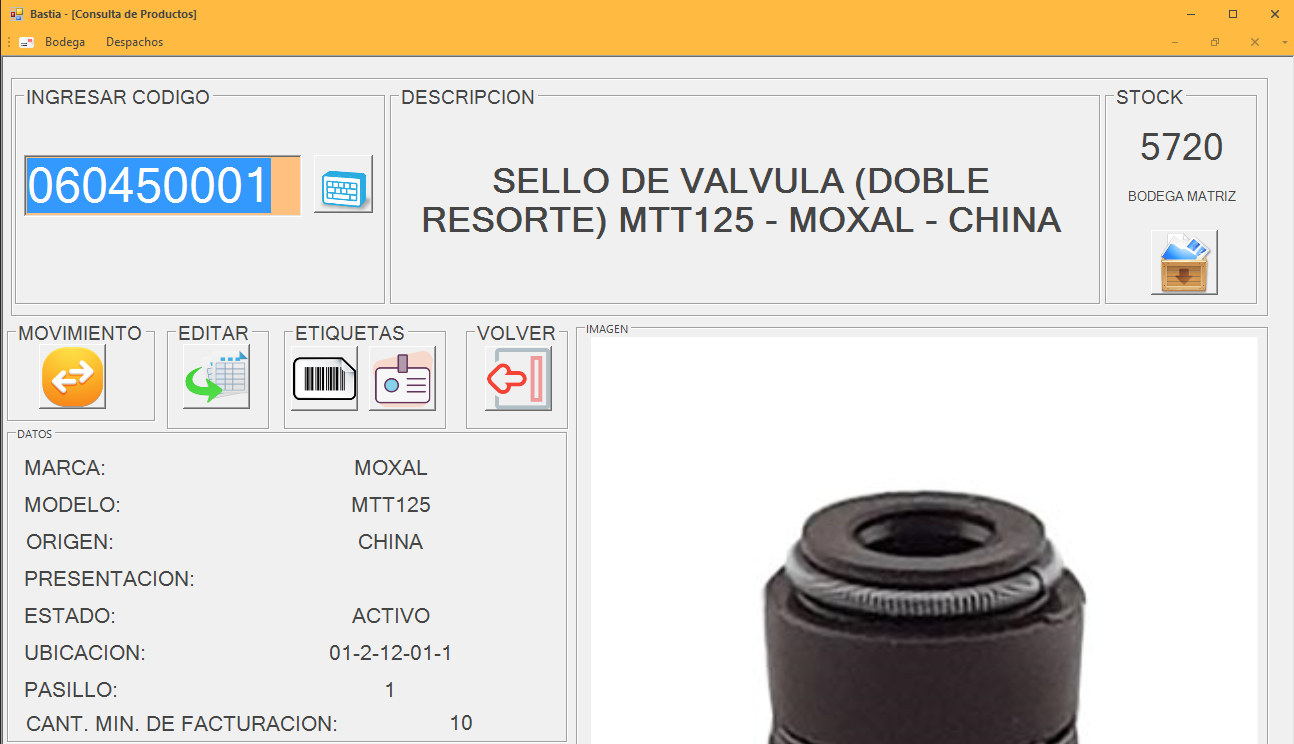 Bastia - [Consulta de Productos]
Bodega Despachos
INGRESAR CODIGO
060450001
DESCRIPCION
SELLO DE VALVULA (DOBLE
RESORTE) MTT125 - MOXAL - CHINA
STOCK
5720
BODEGA MATRIZ
MOVIMIENTO
EDITAR
ETIQUETAS
VOLVER
IMAGEN
DATOS
MARCA: MOXAL
MODELO: MTT125
ORIGEN: CHINA
PRESENTACION:
ESTADO: ACTIVO
UBICACION: 01-2-12-01-1
PASILLO: 1
CANT. MIN. DE FACTURACION: 10